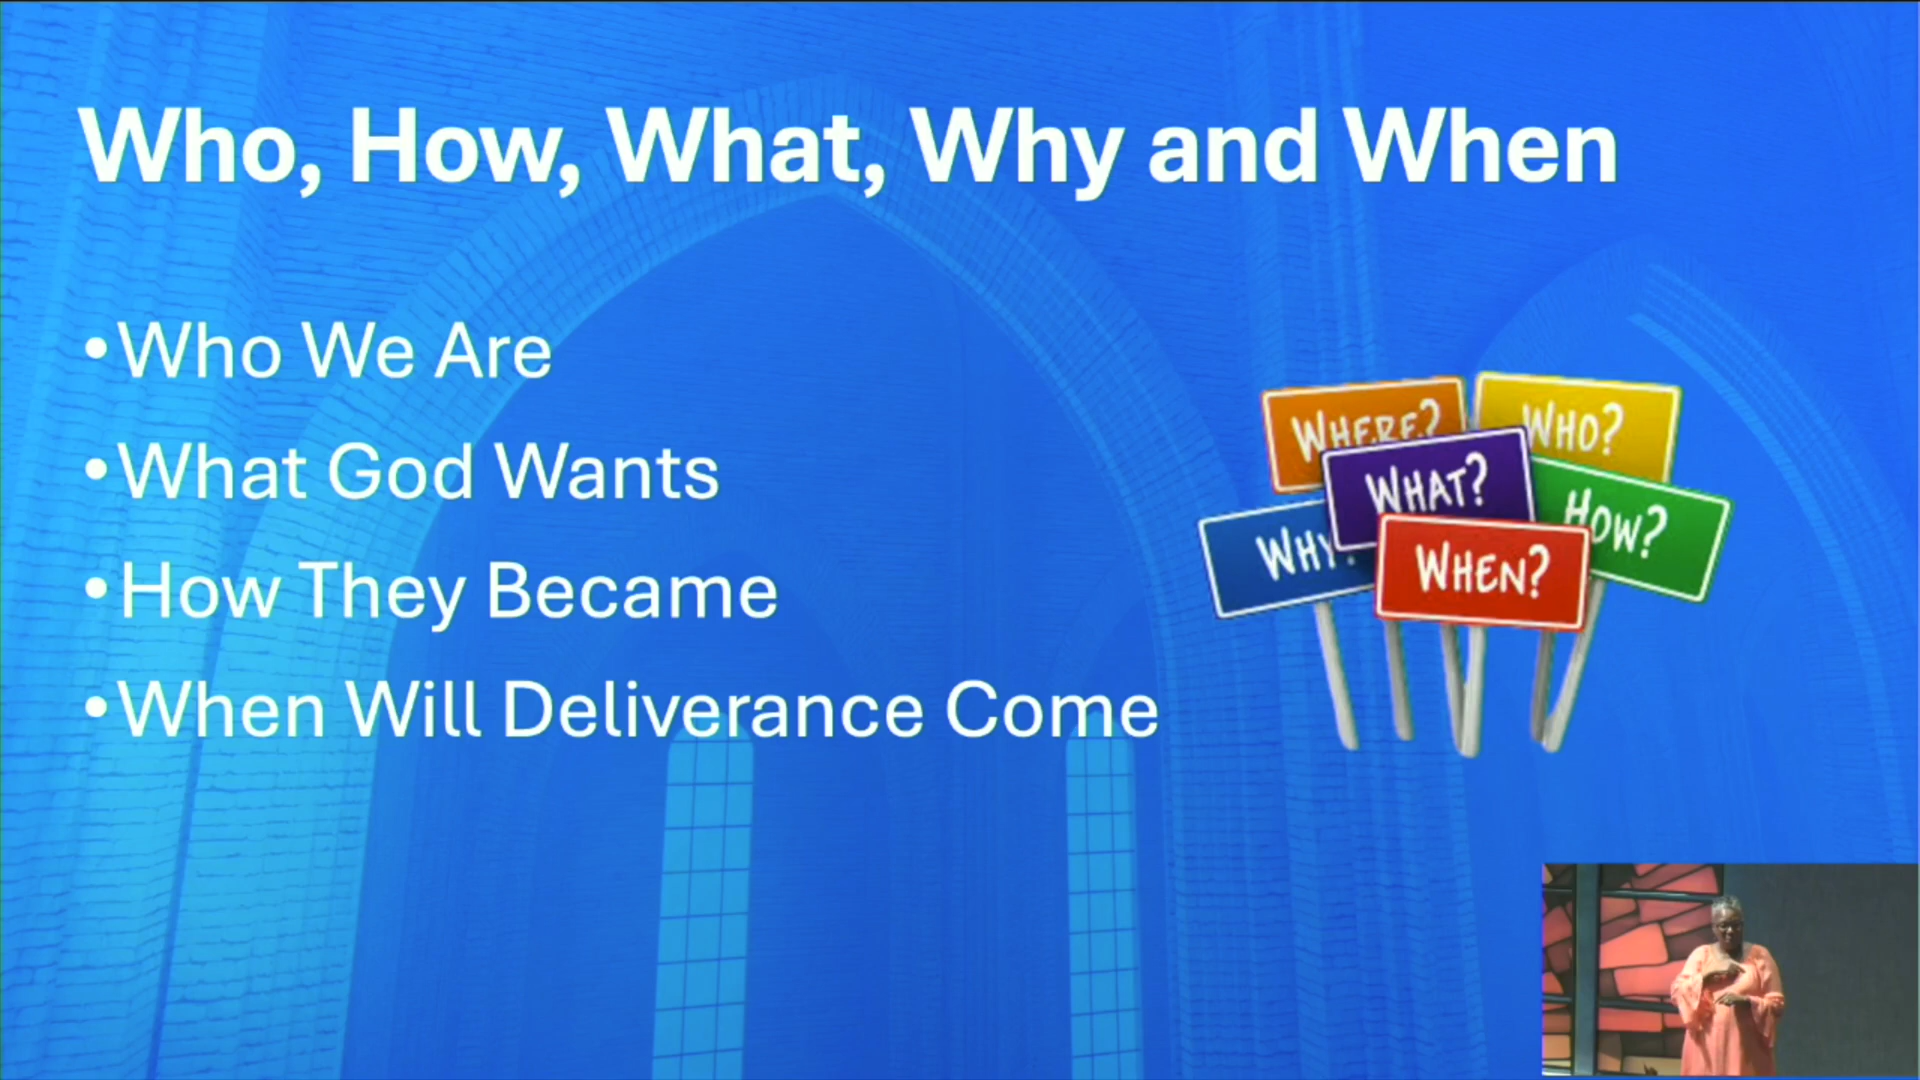 Who, How, What, Why and When
•Who We Are
•What God Wants
•How They Became
•When Will Deliverance Come
WHERE?
WHO?
WHAT?
HOW?
WHY?
WHEN?